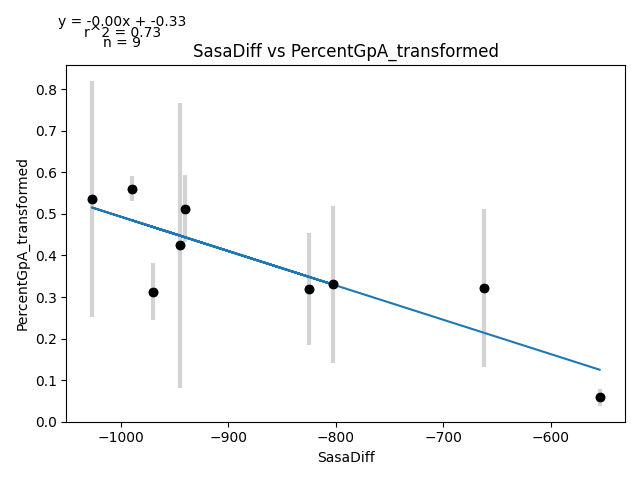 y = -0.00x + -0.33
r^2 = 0.73
n = 9
SasaDiff vs PercentGpA_transformed
PercentGpA_transformed
0.8
0.7
0.6
0.5
0.4
0.3
0.2
0.1
0.0
−1000 −900 −800 −700 −600
SasaDiff